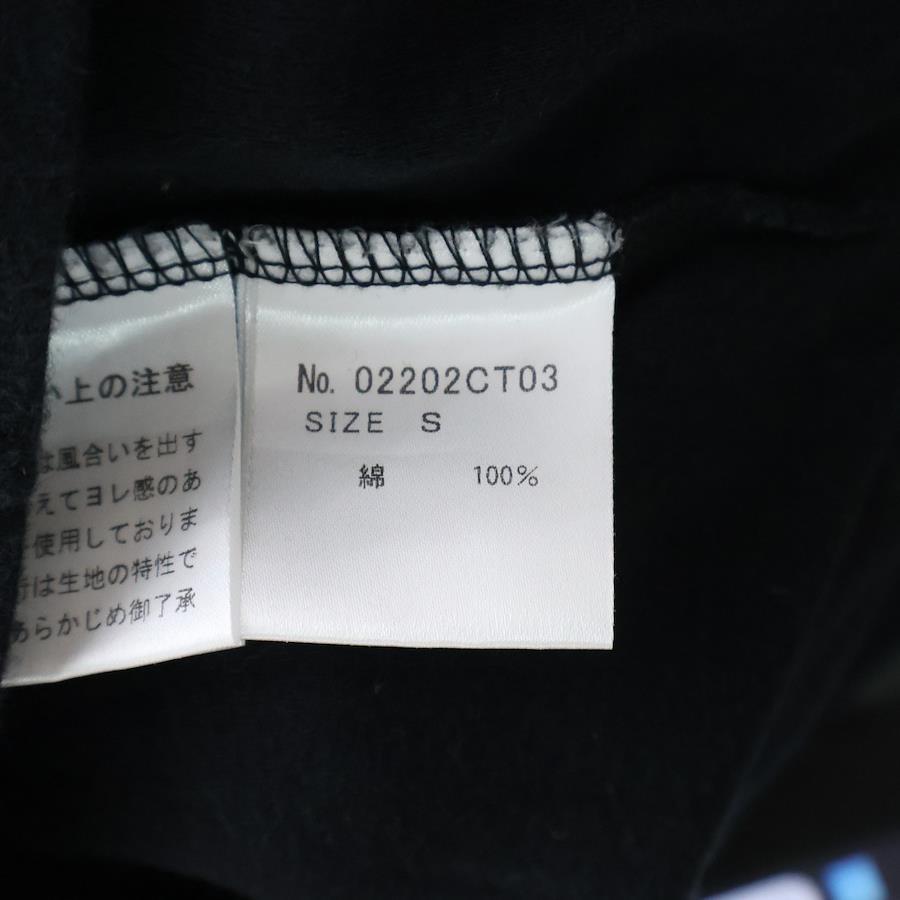 上の注意
は風合いを出す
えてヨレ感のあ
使用しておりま
は生地の特性で
あらかじめ御了承
No. 02202CT03
SIZE S
綿 100%